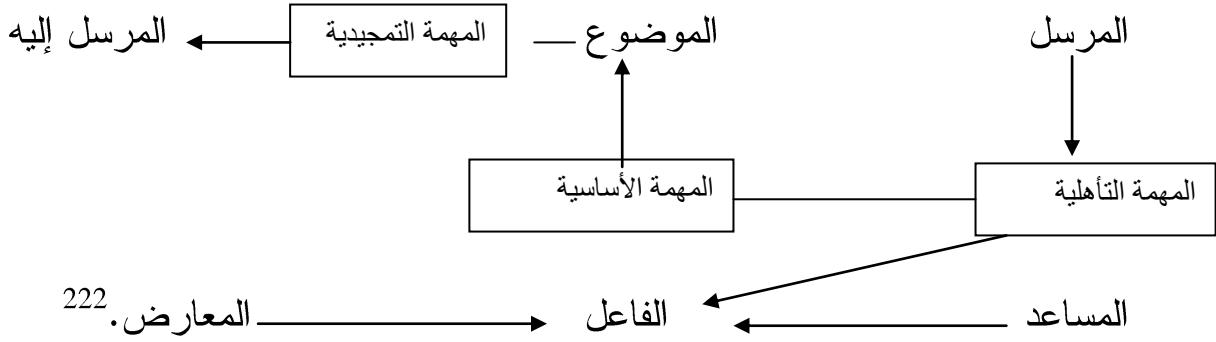 المرسل الموضوع المهمة التمجيدية المرسل إليه
المهمة التأهلية المهمة الأساسية
المساعد الفاعل المعارض.222